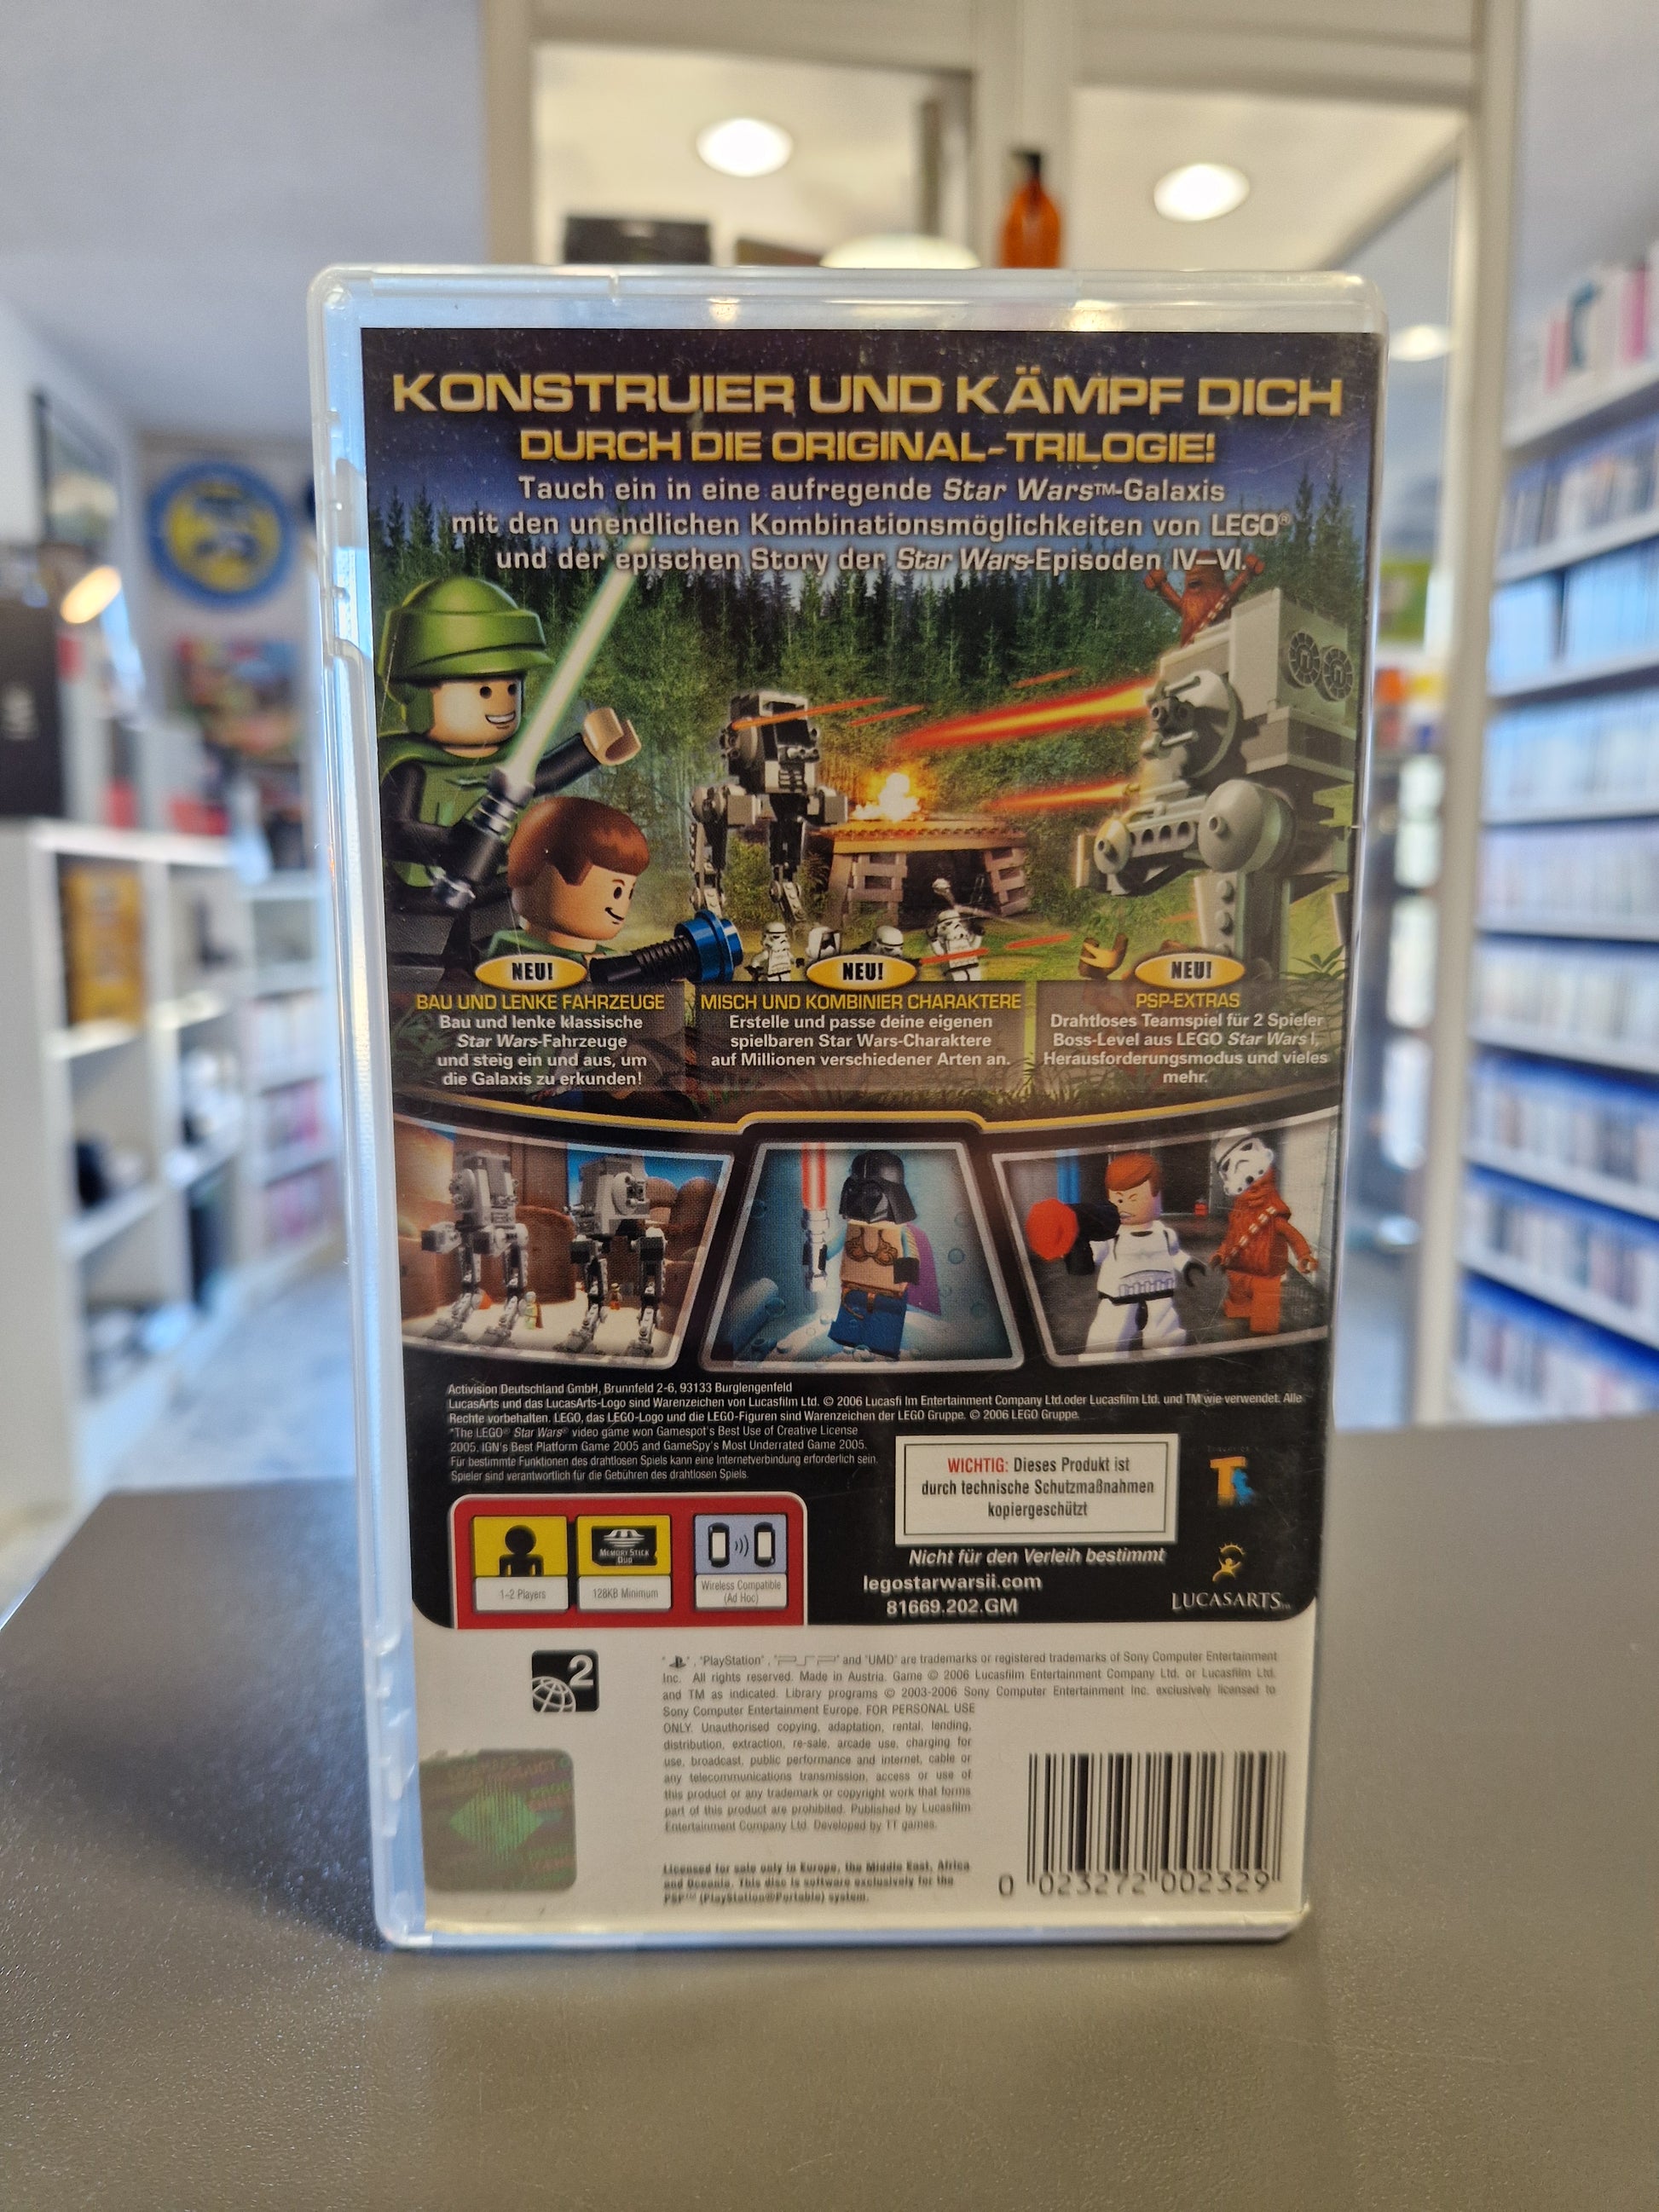 KONSTRUIER UND KÄMPF DICH
DURCH DIE ORIGINAL-TRILOGIE!
Tauch ein in eine aufregende Star Wars™-Galaxis
mit den unendlichen Kombinationsmöglichkeiten von LEGO®
und der epischen Story der Star Wars-Episoden IV—VI.
NEU!
BAU UND LENKE FAHRZEUGE
Bau und lenke klassische
Star Wars-Fahrzeuge
und steig ein und aus, um
die Galaxis zu erkunden!
NEU!
MISCH UND KOMBINIER CHARAKTERE
Erstelle und passe deine eigenen
spielbaren Star Wars-Charaktere
auf Millionen verschiedener Arten an.
NEU!
PSP-EXTRAS
Drahtloses Teamspiel für 2 Spieler
Boss-Level aus LEGO Star Wars I,
Herausforderungsmodus und vieles
mehr.
Activision Deutschland GmbH, Brunnfeld 2-6, 93133 Burglengenfeld
LucasArts und das LucasArts-Logo sind Warenzeichen von Lucasfilm Ltd. © 2006 Lucasfi lm Entertainment Company Ltd.oder Lucasfilm Ltd. und TM wie verwendet. Alle
Rechte vorbehalten. LEGO, das LEGO-Logo und die LEGO-Figuren sind Warenzeichen der LEGO Gruppe. © 2006 LEGO Gruppe.
*The LEGO® Star Wars® video game won Gamespot's Best Use of Creative License
2005, IGN's Best Platform Game 2005 and GameSpy's Most Underrated Game 2005.
Für bestimmte Funktionen des drahtlosen Spiels kann eine Internetverbindung erforderlich sein.
Spieler sind verantwortlich für die Gebühren des drahtlosen Spiels.
WICHTIG: Dieses Produkt ist
durch technische Schutzmaßnahmen
kopiergeschützt
Nicht für den Verleih bestimmt
legostarwarsii.com
81669.202.GM
LUCASARTS
MEMORY STICK
DUO
1-2 Players
128KB Minimum
Wireless Compatible
(Ad Hoc)
2
"PlayStation", "PSP" and "UMD" are trademarks or registered trademarks of Sony Computer Entertainment
Inc. All rights reserved. Made in Austria. Game © 2006 Lucasfilm Entertainment Company Ltd. or Lucasfilm Ltd.
and TM as indicated. Library programs © 2003-2006 Sony Computer Entertainment Inc. exclusively licensed to
Sony Computer Entertainment Europe. FOR PERSONAL USE
ONLY. Unauthorised copying, adaptation, rental, lending,
distribution, extraction, re-sale, arcade use, charging for
use, broadcast, public performance and internet, cable or
any telecommunications transmission, access or use of
this product or any trademark or copyright work that forms
part of this product are prohibited. Published by Lucasfilm
Entertainment Company Ltd. Developed by TT games.
Licensed for sale only in Europe, the Middle East, Africa
and Oceania. This disc is software exclusively for the
PSP™ (PlayStation®Portable) system.
0 023272 002329